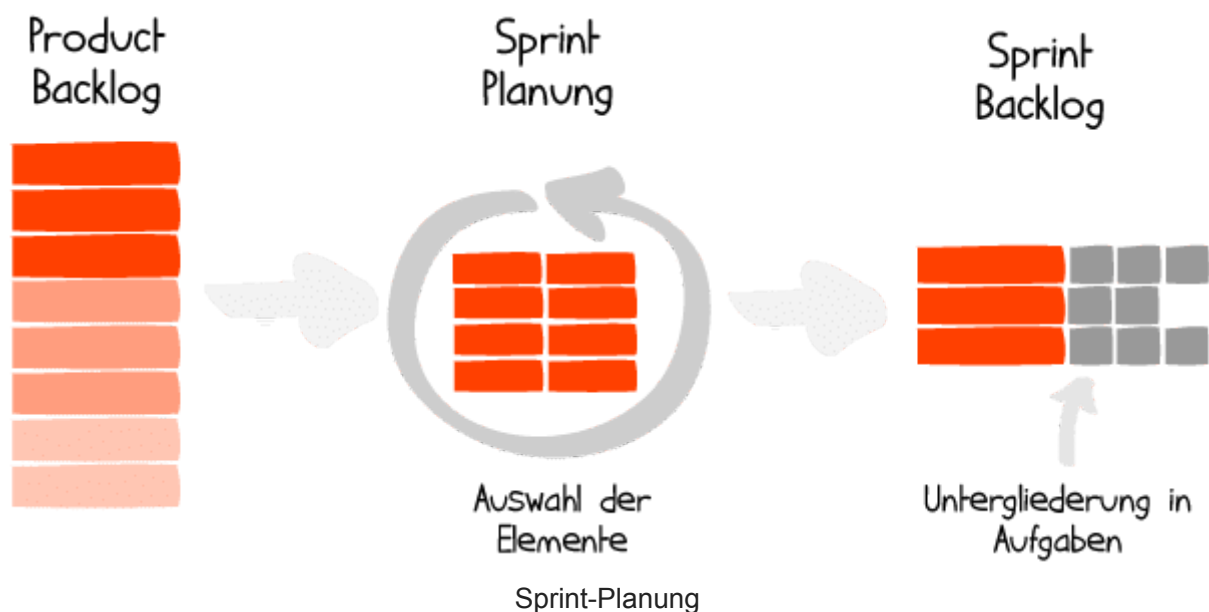 Product
Backlog
Sprint
Planung
Sprint
Backlog
Auswahl der
Elemente
Untergliederung in
Aufgaben
Sprint-Planung